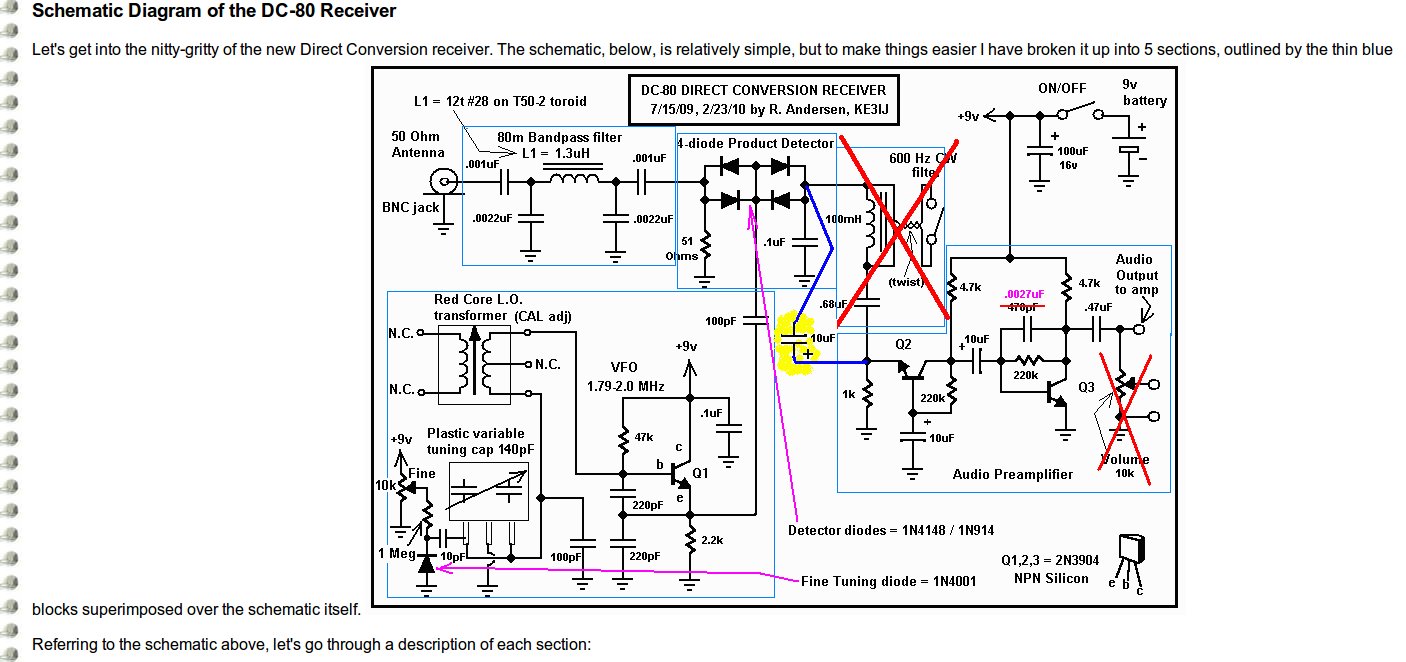 Schematic Diagram of the DC-80 Receiver
Let's get into the nitty-gritty of the new Direct Conversion receiver. The schematic, below, is relatively simple, but to make things easier I have broken it up into 5 sections, outlined by the thin blue
DC-80 DIRECT CONVERSION RECEIVER
7/15/09, 2/23/10 by R. Andersen, KE3IJ
L1 = 12t #28 on T50-2 toroid
ON/OFF
9v
battery
+9v
+
-
+
100uF
16v
50 Ohm
Antenna
80m Bandpass filter
L1 = 1.3uH
.001uF
.001uF
BNC jack
.0022uF
.0022uF
4-diode Product Detector
51
Ohms
.1uF
600 Hz CW
filter
100mH
(twist)
.68uF
10uF
+
100pF
Red Core L.O.
transformer (CAL adj)
N.C.
N.C.
N.C.
VFO
1.79-2.0 MHz
+9v
.1uF
47k
c
b
Q1
e
220pF
220pF
2.2k
100pF
+9v
Fine
10k
Plastic variable
tuning cap 140pF
1 Meg
10pF
4.7k
4.7k
.0027uF
470pF
Audio
Output
to amp
.47uF
Q2
+
10uF
220k
Q3
1k
220k
+
10uF
Volume
10k
Audio Preamplifier
Detector diodes = 1N4148 / 1N914
Fine Tuning diode = 1N4001
Q1,2,3 = 2N3904
NPN Silicon
e b c
blocks superimposed over the schematic itself.
Referring to the schematic above, let's go through a description of each section: